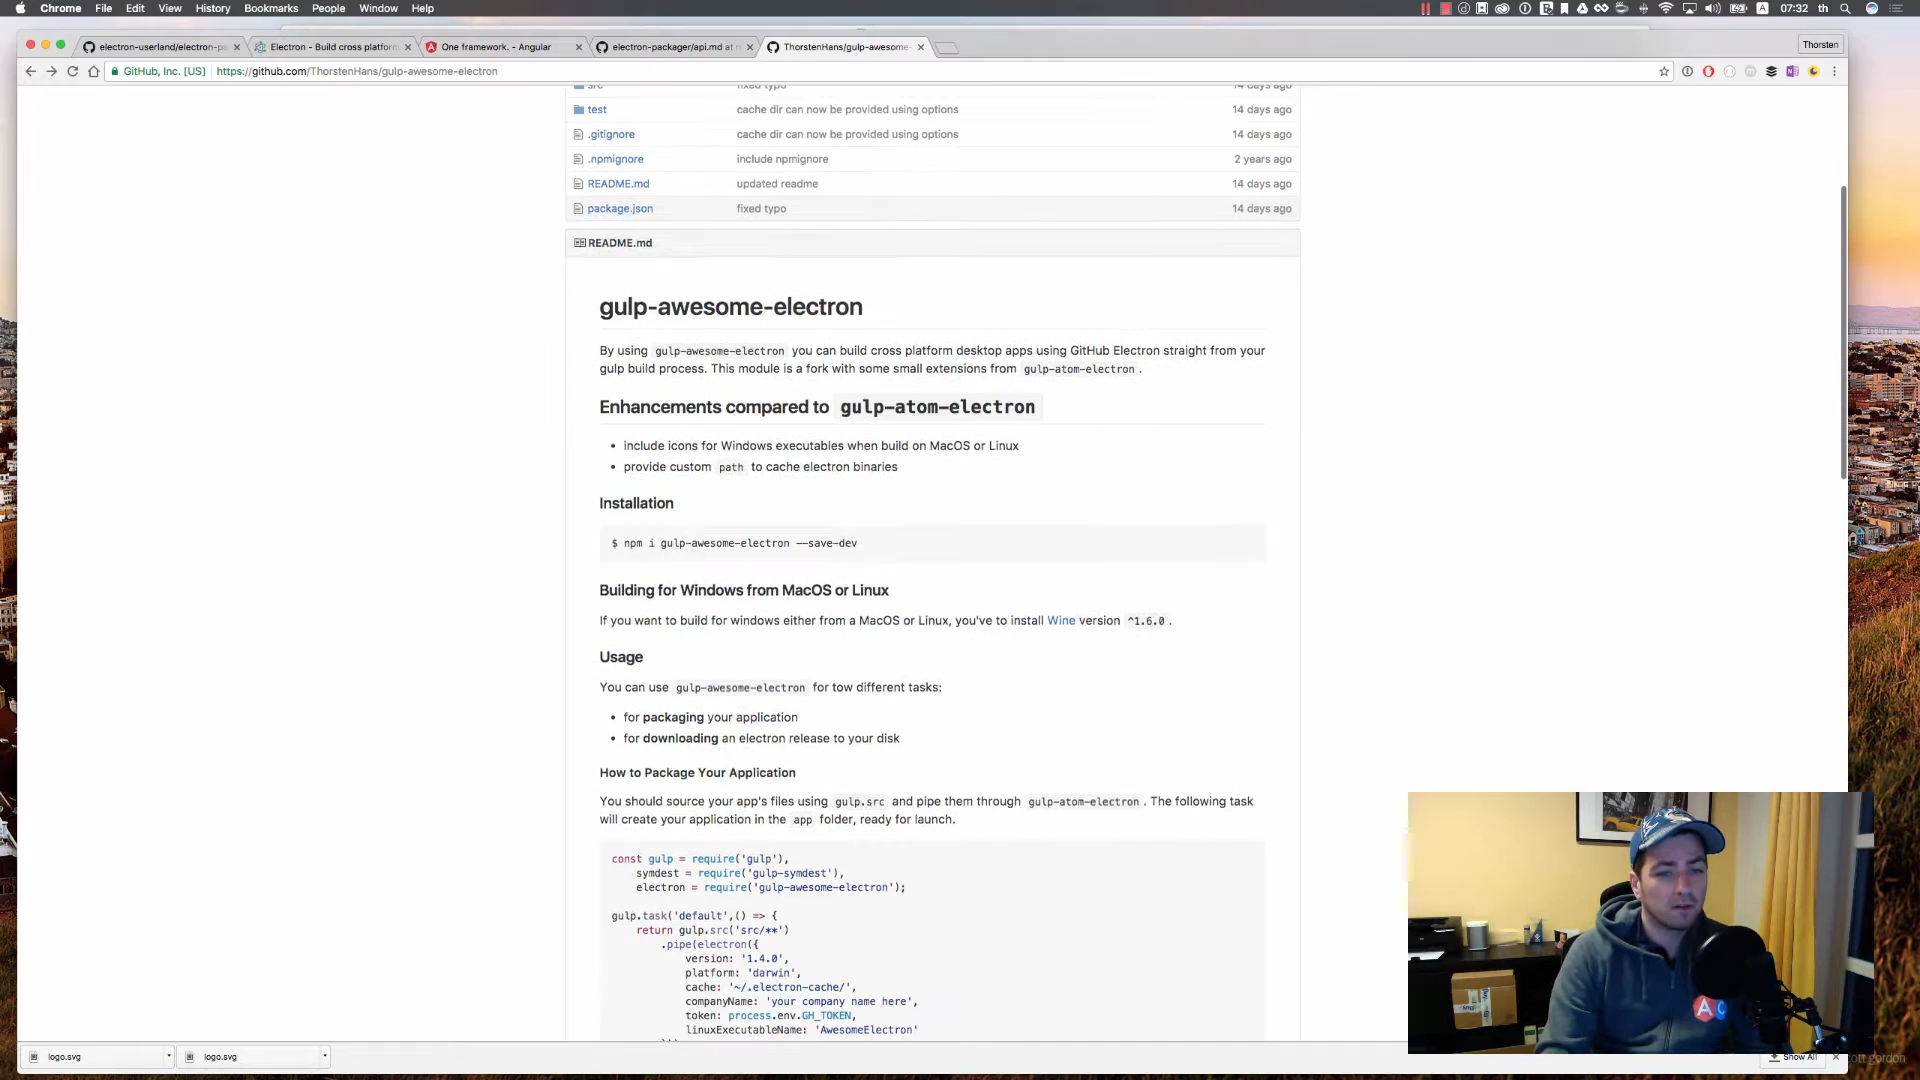 Chrome File Edit View History Bookmarks People Window Help 07:32 th
electron-userland/electron-pa Electron - Build cross platform One framework. - Angular electron-packager/api.md at m ThorstenHans/gulp-awesome- Thorsten
GitHub, Inc. [US] https://github.com/ThorstenHans/gulp-awesome-electron
src fixed typo 14 days ago
test cache dir can now be provided using options 14 days ago
.gitignore cache dir can now be provided using options 14 days ago
.npmignore include npmignore 2 years ago
README.md updated readme 14 days ago
package.json fixed typo 14 days ago
README.md
gulp-awesome-electron
By using gulp-awesome-electron you can build cross platform desktop apps using GitHub Electron straight from your
gulp build process. This module is a fork with some small extensions from gulp-atom-electron.
Enhancements compared to gulp-atom-electron
• include icons for Windows executables when build on MacOS or Linux
• provide custom path to cache electron binaries
Installation
$ npm i gulp-awesome-electron --save-dev
Building for Windows from MacOS or Linux
If you want to build for windows either from a MacOS or Linux, you've to install Wine version ^1.6.0.
Usage
You can use gulp-awesome-electron for tow different tasks:
• for packaging your application
• for downloading an electron release to your disk
How to Package Your Application
You should source your app's files using gulp.src and pipe them through gulp-atom-electron. The following task
will create your application in the app folder, ready for launch.
const gulp = require('gulp'),
symdest = require('gulp-symdest'),
electron = require('gulp-awesome-electron');
gulp.task('default',() => {
return gulp.src('src/**')
.pipe(electron({
version: '1.4.0',
platform: 'darwin',
cache: '~/.electron-cache/',
companyName: 'your company name here',
token: process.env.GH_TOKEN,
linuxExecutableName: 'AwesomeElectron'
logo.svg logo.svg Show All
ott gordon